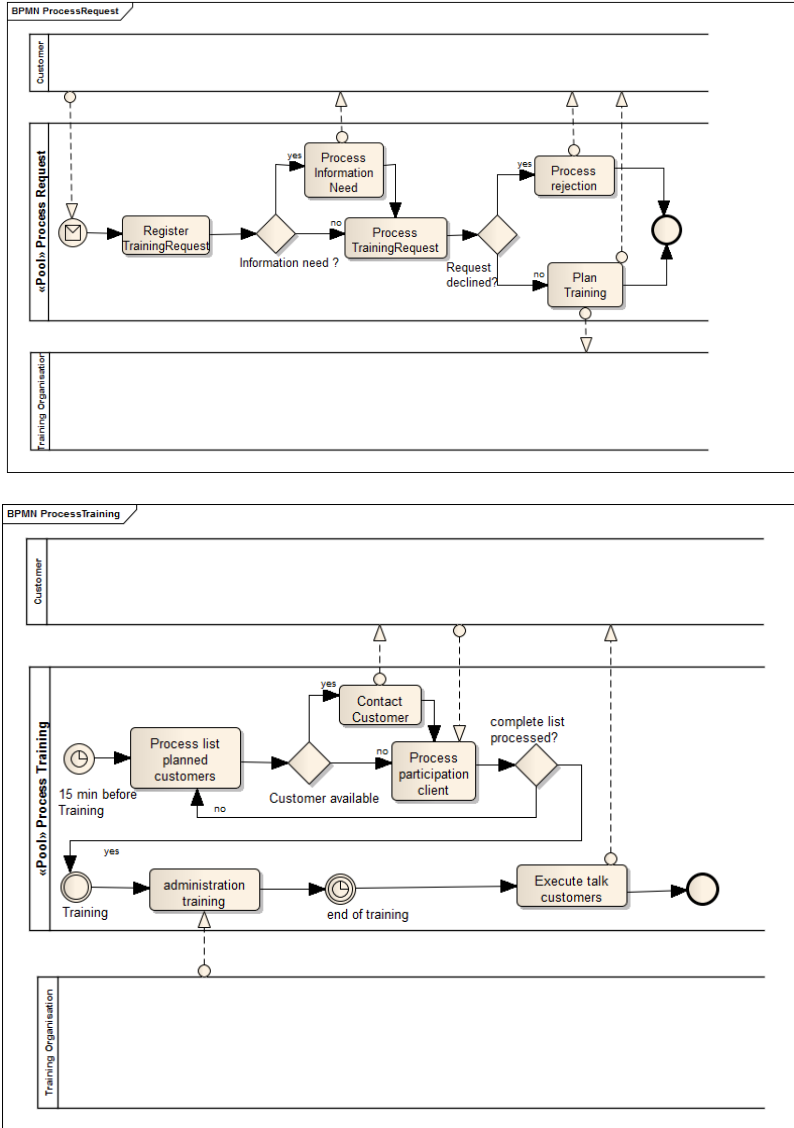 BPMN ProcessRequest
Customer
«Pool» Process Request
Register
TrainingRequest
Information need ?
yes
no
Process
Information
Need
Process
TrainingRequest
Request
declined?
yes
no
Process
rejection
Plan
Training
Training Organisation
BPMN ProcessTraining
Customer
«Pool» Process Training
15 min before
Training
Process list
planned
customers
Customer available
yes
no
Contact
Customer
Process
participation
client
complete list
processed?
no
yes
Training
administration
training
end of training
Execute talk
customers
Training Organisation